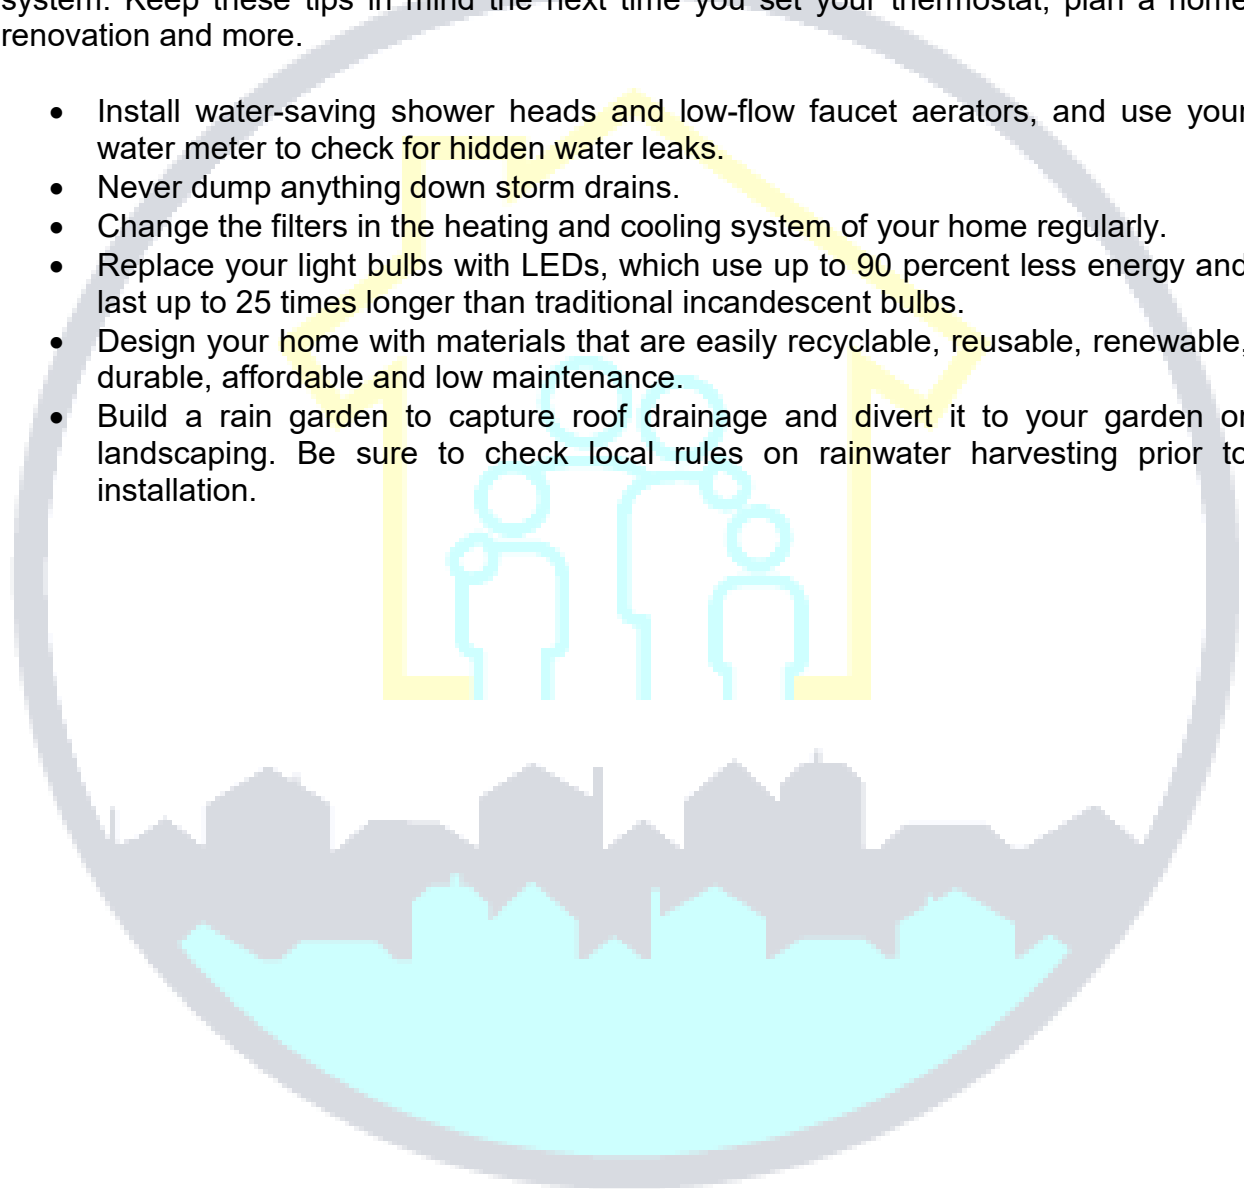 system. Keep these tips in mind the next time you set your thermostat, plan a home
renovation and more.
• Install water-saving shower heads and low-flow faucet aerators, and use your
water meter to check for hidden water leaks.
• Never dump anything down storm drains.
• Change the filters in the heating and cooling system of your home regularly.
• Replace your light bulbs with LEDs, which use up to 90 percent less energy and
last up to 25 times longer than traditional incandescent bulbs.
• Design your home with materials that are easily recyclable, reusable, renewable,
durable, affordable and low maintenance.
• Build a rain garden to capture roof drainage and divert it to your garden or
landscaping. Be sure to check local rules on rainwater harvesting prior to
installation.